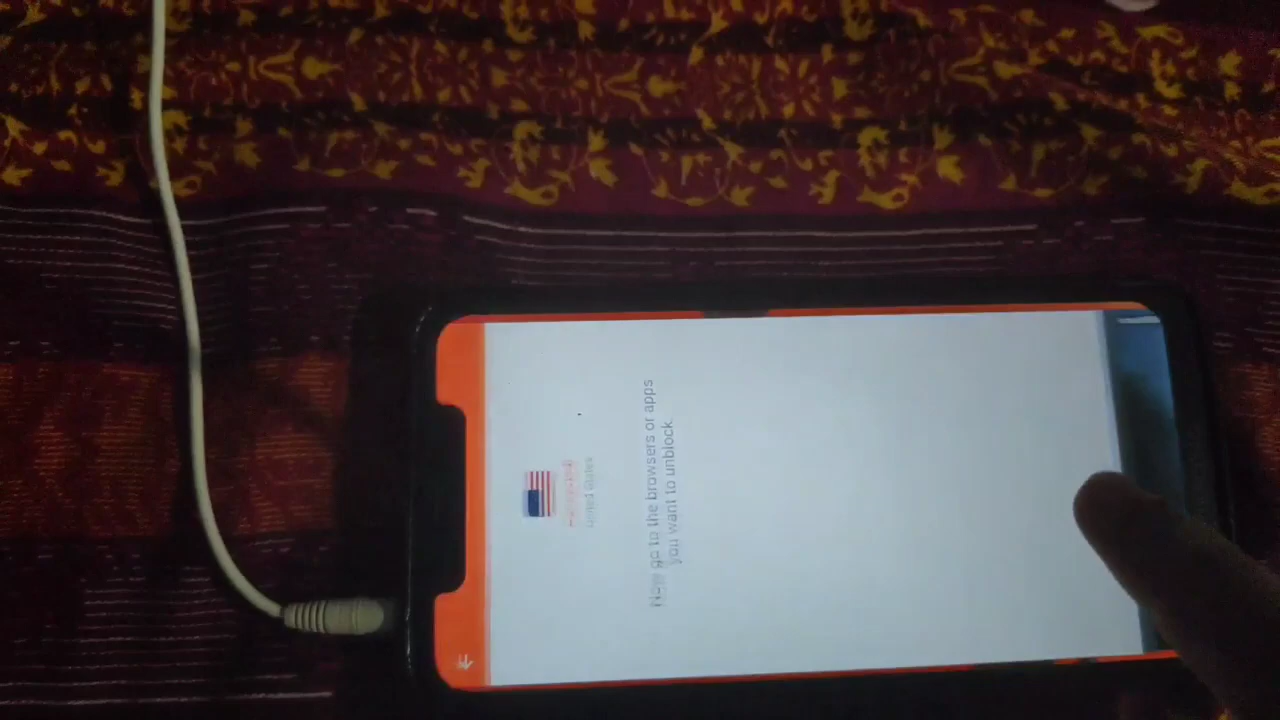 United States
Now go to the browsers or apps
you want to unblock.